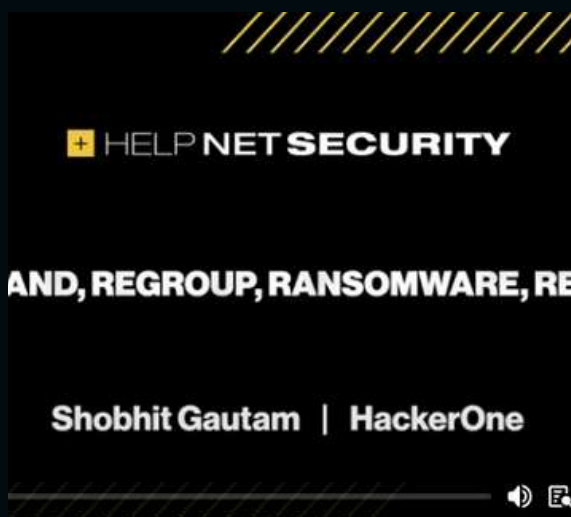 HELP NET SECURITY
AND, REGROUP, RANSOMWARE, RE
Shobhit Gautam | HackerOne